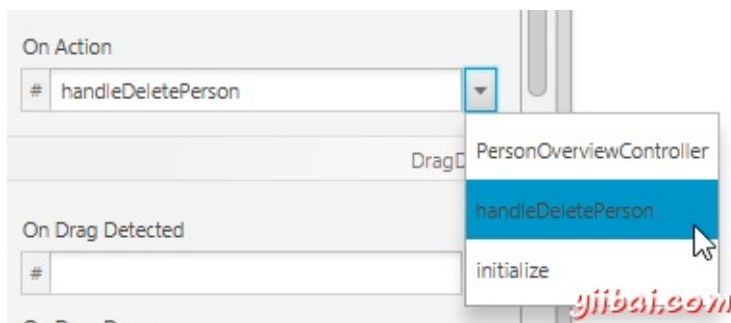 On Action
# handleDeletePerson
PersonOverviewController
DragD
handleDeletePerson
On Drag Detected
#
initialize
yiibai.com